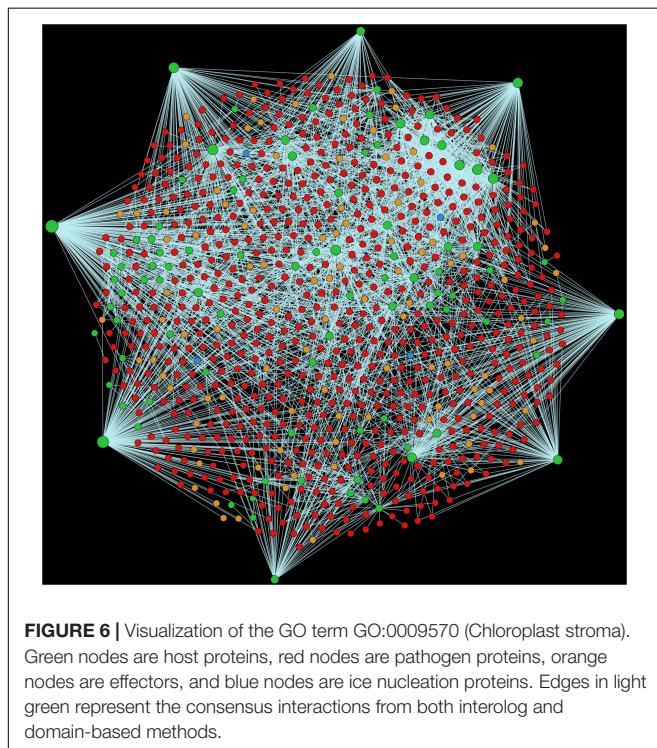 FIGURE 6 | Visualization of the GO term GO:0009570 (Chloroplast stroma).
Green nodes are host proteins, red nodes are pathogen proteins, orange
nodes are effectors, and blue nodes are ice nucleation proteins. Edges in light
green represent the consensus interactions from both interolog and
domain-based methods.